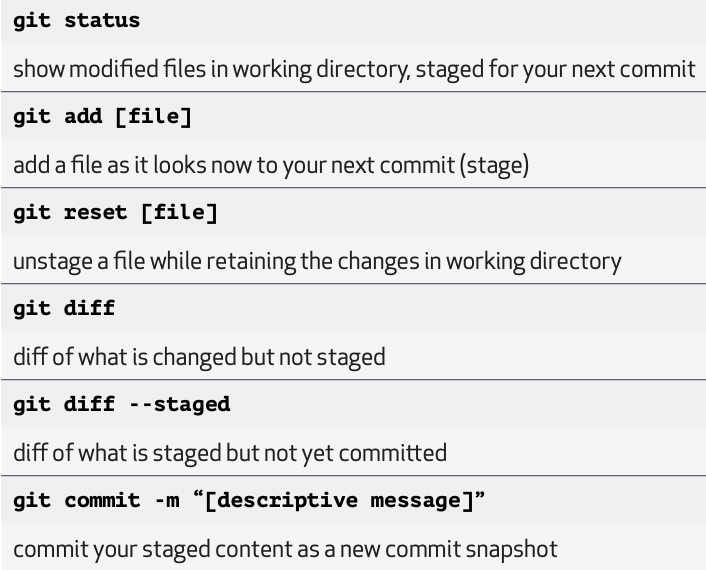 git status
show modified files in working directory, staged for your next commit
git add [file]
add a file as it looks now to your next commit (stage)
git reset [file]
unstage a file while retaining the changes in working directory
git diff
diff of what is changed but not staged
git diff --staged
diff of what is staged but not yet committed
git commit -m “[descriptive message]”
commit your staged content as a new commit snapshot